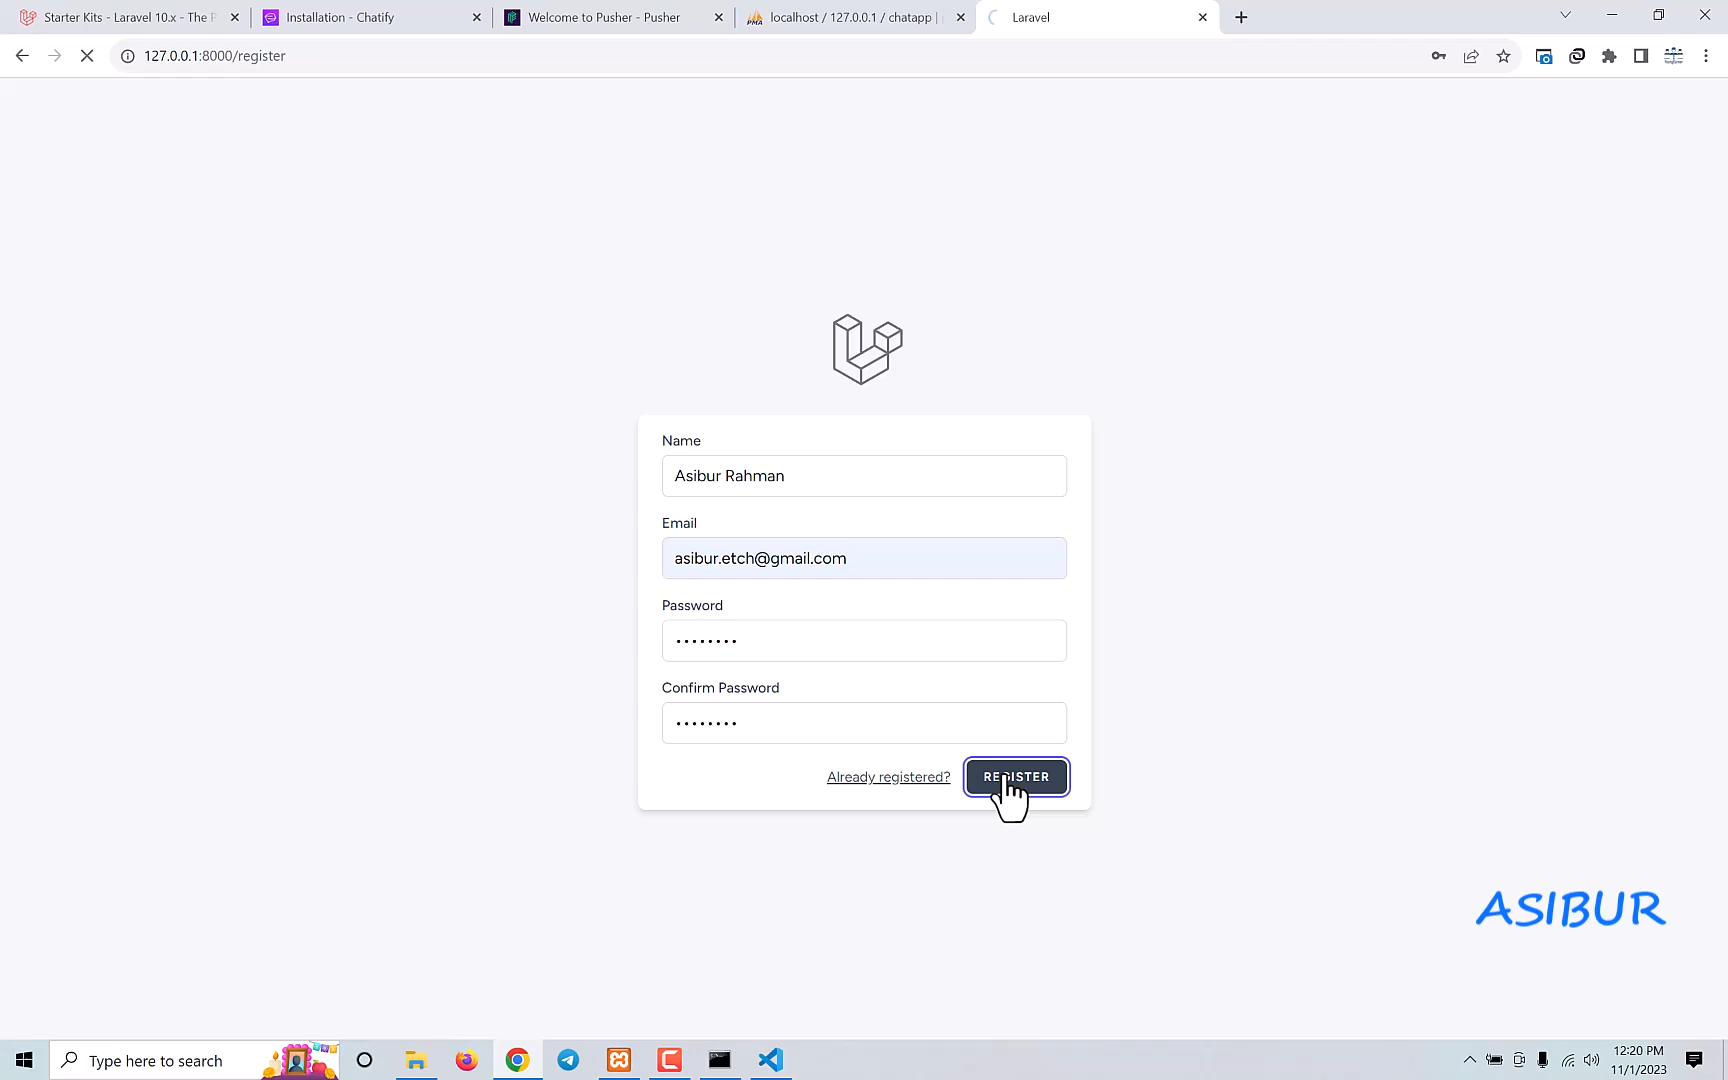 Starter Kits - Laravel 10.x - The P
Installation - Chatify
Welcome to Pusher - Pusher
localhost / 127.0.0.1 / chatapp |
Laravel
127.0.0.1:8000/register
Name
Asibur Rahman
Email
asibur.etch@gmail.com
Password
Confirm Password
Already registered?
REGISTER
ASIBUR
Type here to search
12:20 PM
11/1/2023